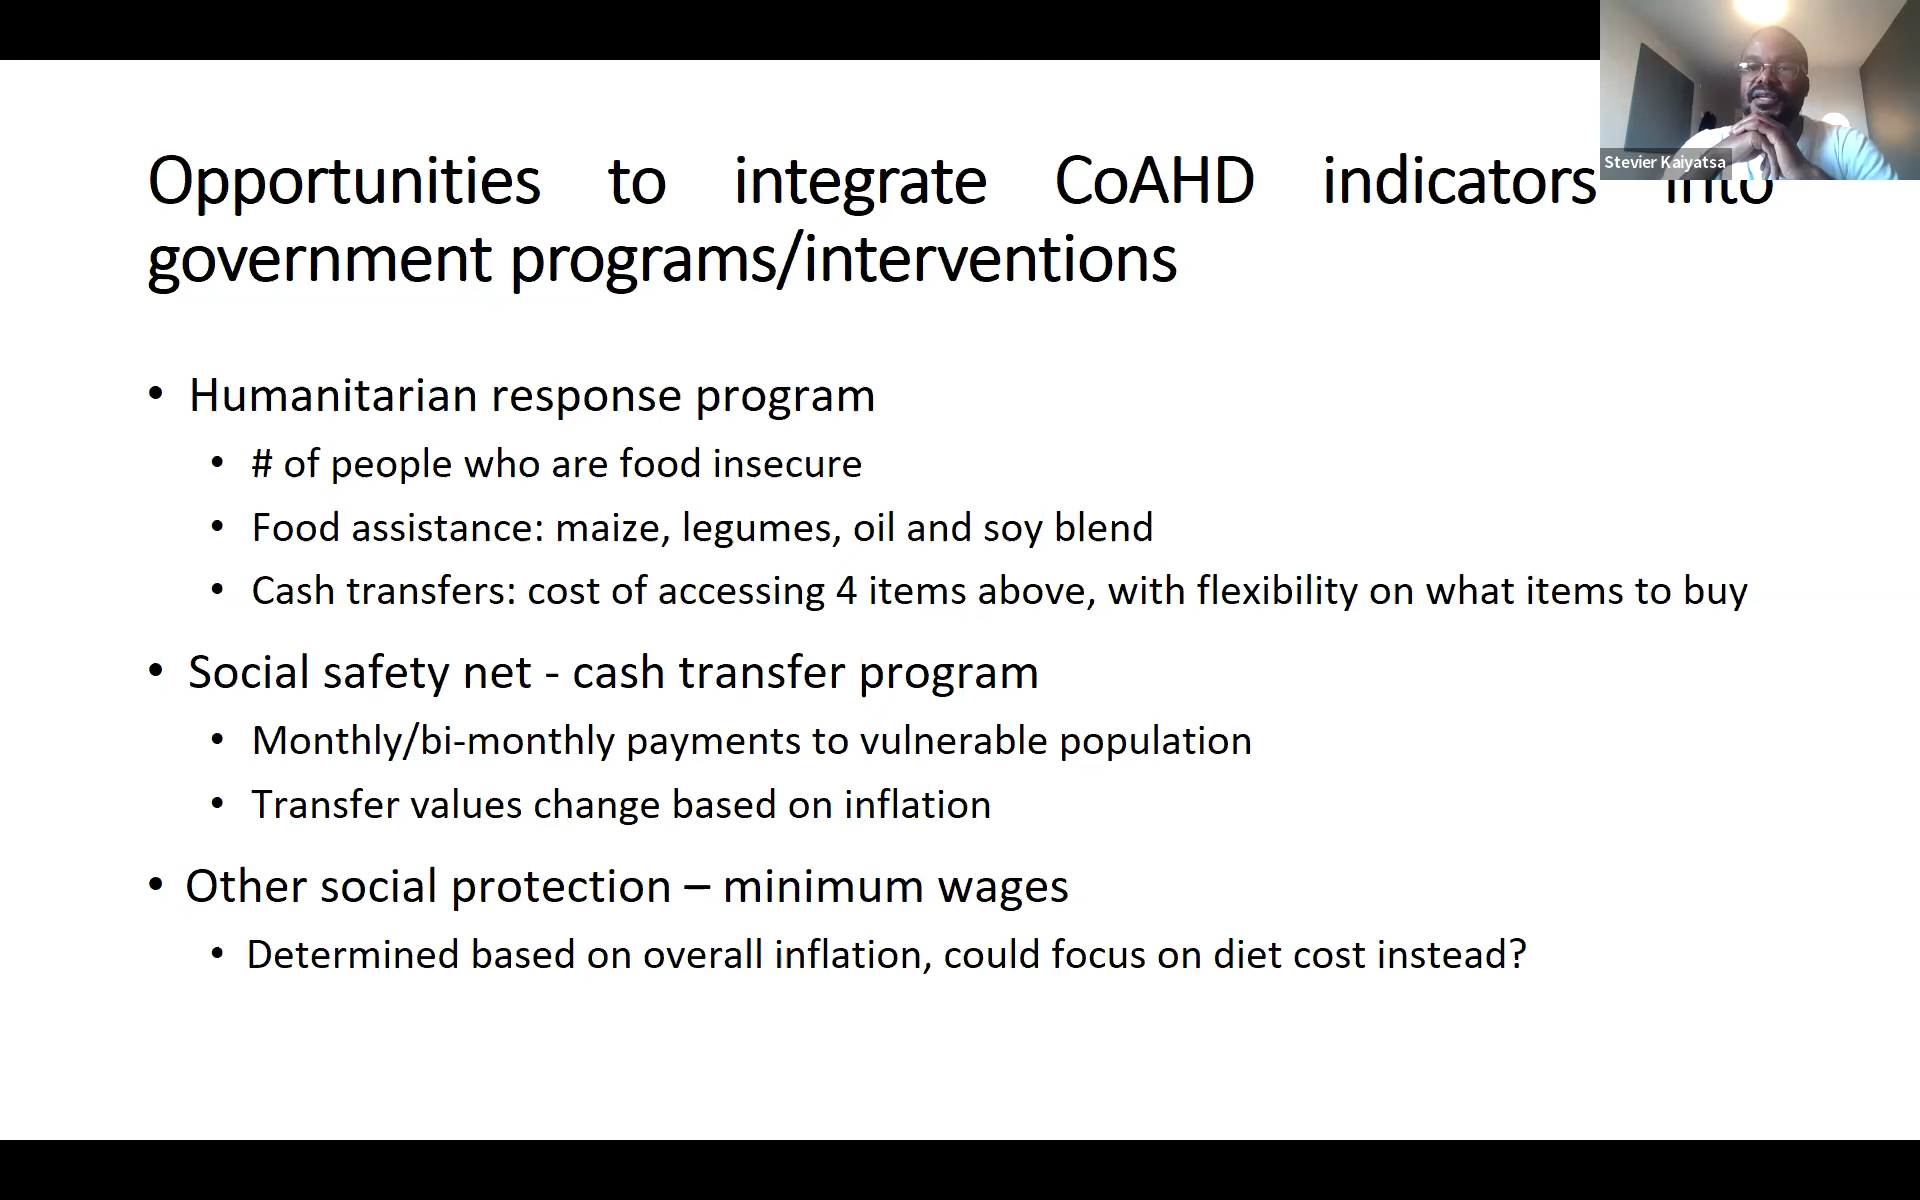 Stevier Kaiyatsa
Opportunities to integrate CoAHD indicators into
government programs/interventions
• Humanitarian response program
• # of people who are food insecure
• Food assistance: maize, legumes, oil and soy blend
• Cash transfers: cost of accessing 4 items above, with flexibility on what items to buy
• Social safety net - cash transfer program
• Monthly/bi-monthly payments to vulnerable population
• Transfer values change based on inflation
• Other social protection – minimum wages
• Determined based on overall inflation, could focus on diet cost instead?